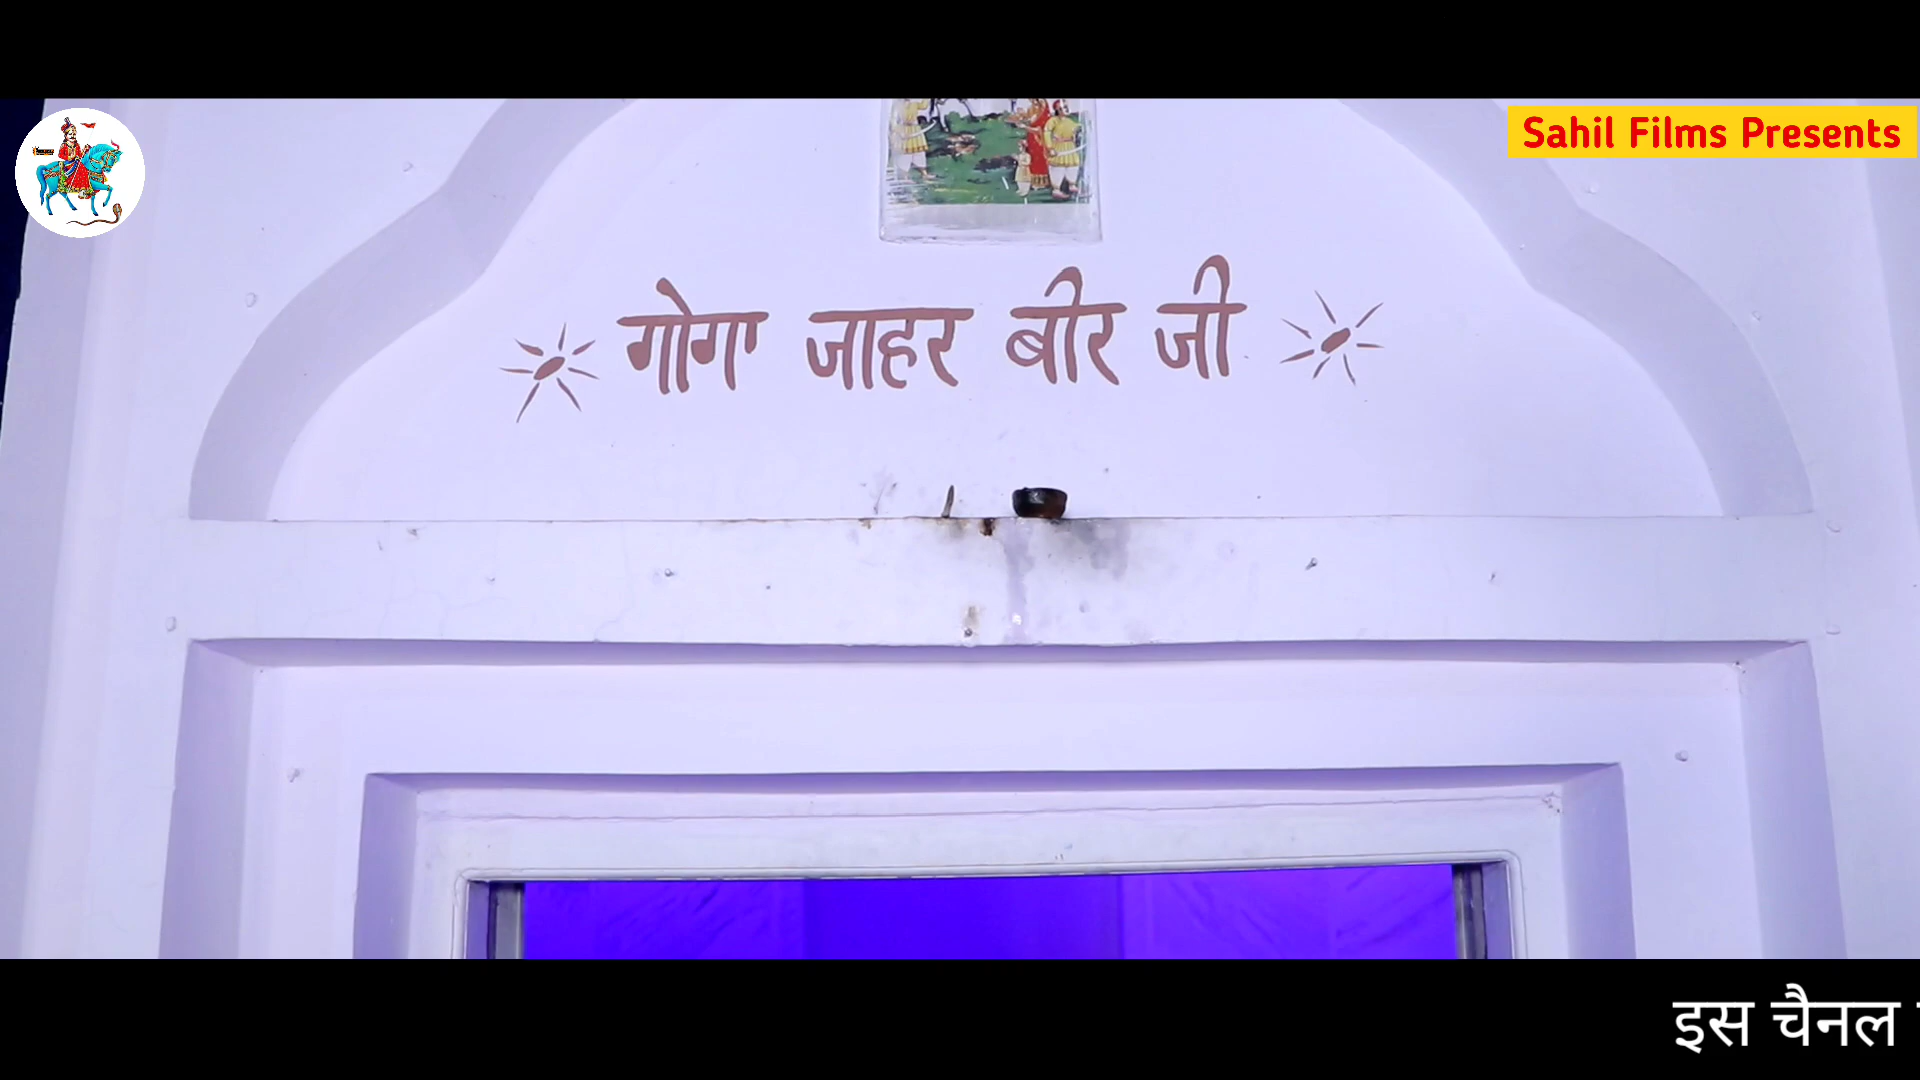 Sahil Films Presents
गोगा जाहर बीर जी
इस चैनल